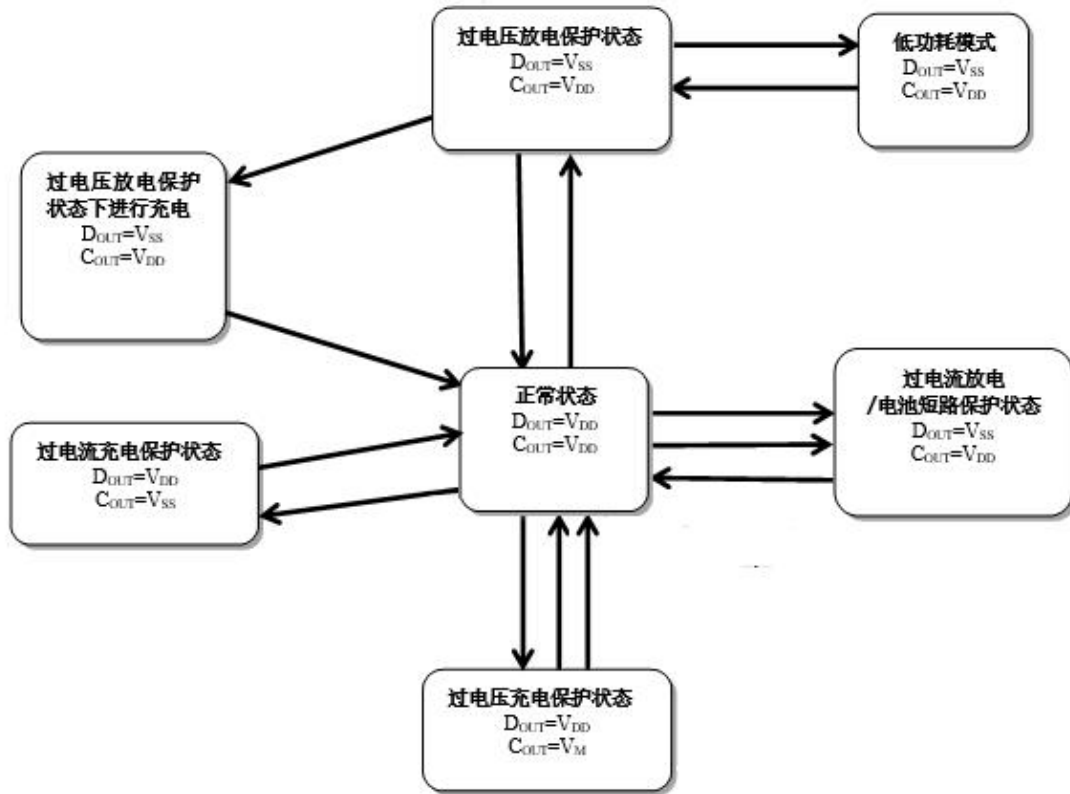 过电压放电保护状态
DOUT=VSS
COUT=VDD
低功耗模式
DOUT=VSS
COUT=VDD
过电压放电保护
状态下进行充电
DOUT=VSS
COUT=VDD
正常状态
DOUT=VDD
COUT=VDD
过电流放电
/电池短路保护状态
DOUT=VSS
COUT=VDD
过电流充电保护状态
DOUT=VDD
COUT=VSS
过电压充电保护状态
DOUT=VDD
COUT=VM